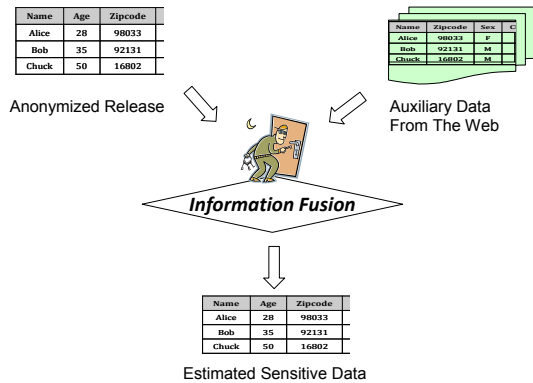 Name Age Zipcode
Alice 28 98033
Bob 35 92131
Chuck 50 16802
Anonymized Release
Name Zipcode Sex
Alice 98033 F
Bob 92131 M
Chuck 16802 M
Auxiliary Data
From The Web
Information Fusion
Name Age Zipcode
Alice 28 98033
Bob 35 92131
Chuck 50 16802
Estimated Sensitive Data